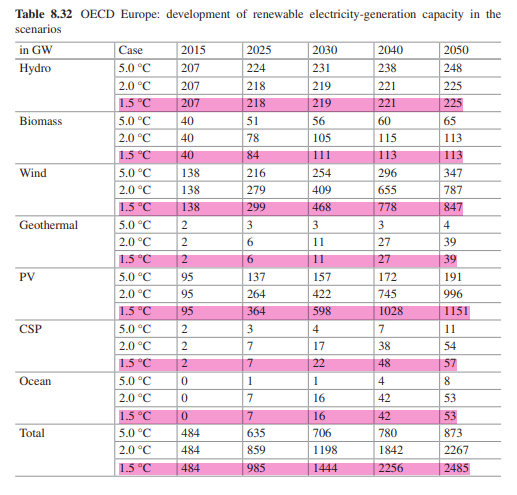 Table 8.32 OECD Europe: development of renewable electricity-generation capacity in the
scenarios
in GW Case 2015 2025 2030 2040 2050
Hydro 5.0 °C 207 224 231 238 248
2.0 °C 207 218 219 221 225
1.5 °C 207 218 219 221 225
Biomass 5.0 °C 40 51 56 60 65
2.0 °C 40 78 105 115 113
1.5 °C 40 84 111 113 113
Wind 5.0 °C 138 216 254 296 347
2.0 °C 138 279 409 655 787
1.5 °C 138 299 468 778 847
Geothermal 5.0 °C 2 3 3 3 4
2.0 °C 2 6 11 27 39
1.5 °C 2 6 11 27 39
PV 5.0 °C 95 137 157 172 191
2.0 °C 95 264 422 745 996
1.5 °C 95 364 598 1028 1151
CSP 5.0 °C 2 3 4 7 11
2.0 °C 2 7 17 38 54
1.5 °C 2 7 22 48 57
Ocean 5.0 °C 0 1 1 4 8
2.0 °C 0 7 16 42 53
1.5 °C 0 7 16 42 53
Total 5.0 °C 484 635 706 780 873
2.0 °C 484 859 1198 1842 2267
1.5 °C 484 985 1444 2256 2485